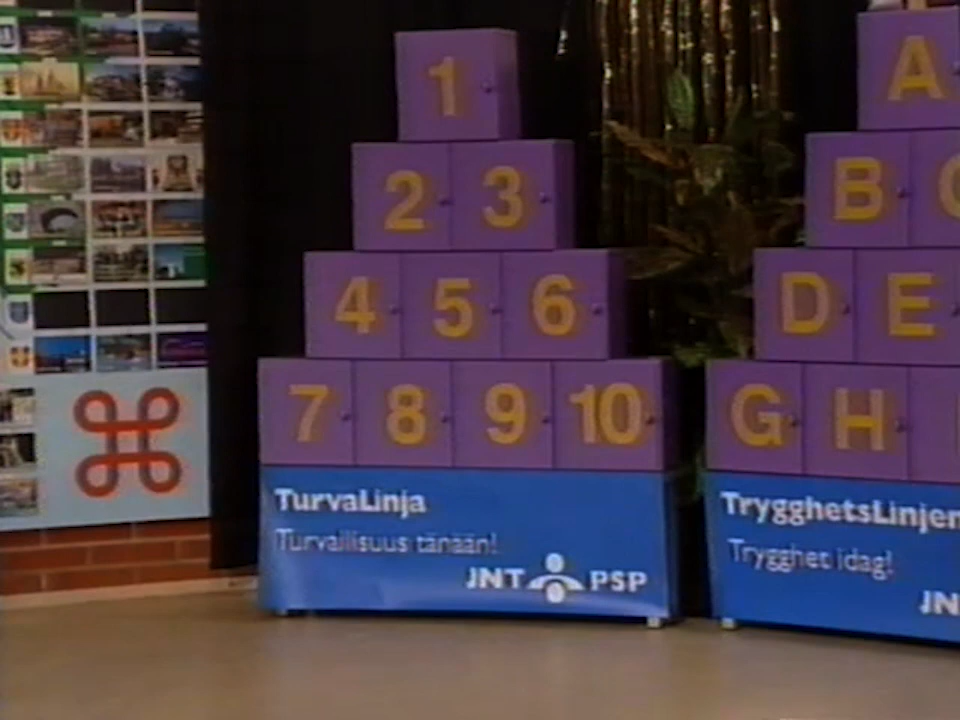 1
2 3
4 5 6
7 8 9 10
TurvaLinja
Turvallisuus tänään!
JNT PSP
A
B
D E
G H
TrygghetsLinjen
Trygghet idag!
JN